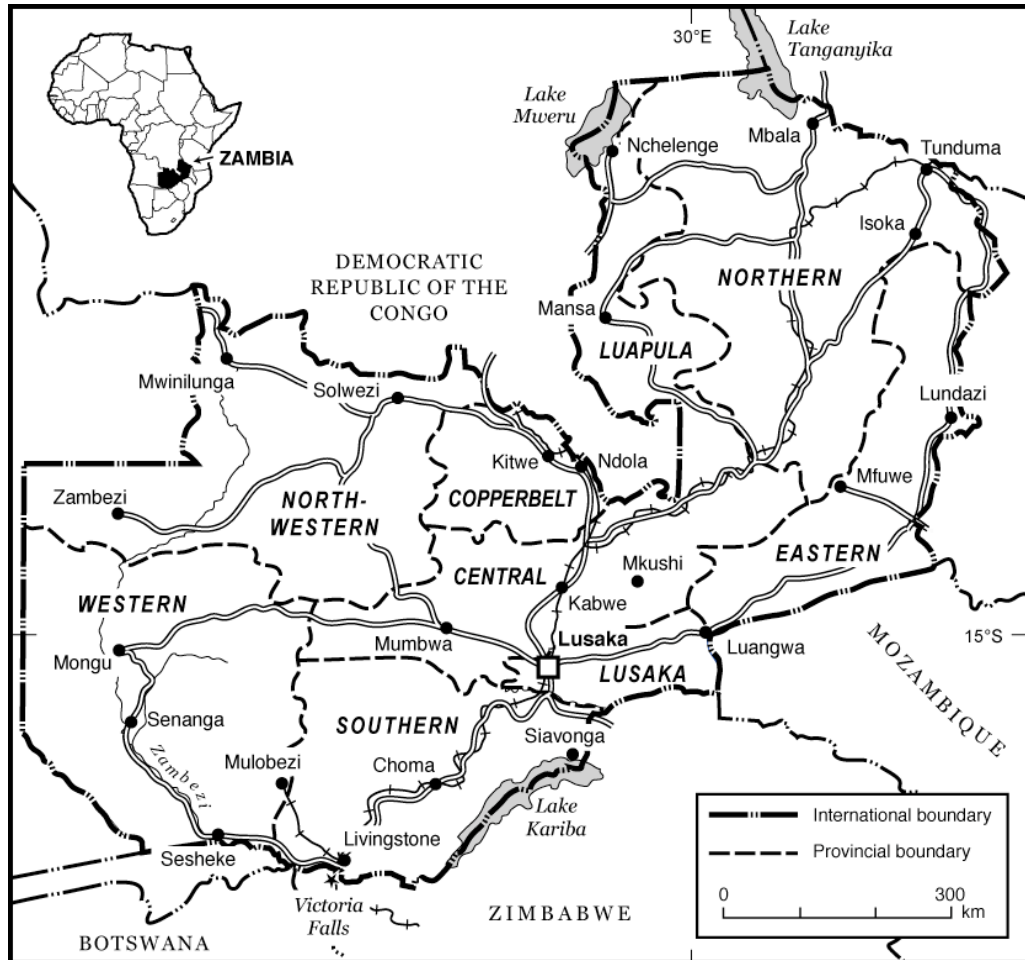 30°E
Lake
Tanganyika
Lake
Mweru
Mbala
Nchelenge
Tunduma
ZAMBIA
Isoka
DEMOCRATIC
REPUBLIC OF THE
CONGO
NORTHERN
Mansa
LUAPULA
Mwinilunga
Solwezi
Lundazi
Kitwe
Ndola
Mfuwe
Zambezi
NORTH-
WESTERN
COPPERBELT
EASTERN
CENTRAL
Mkushi
WESTERN
Kabwe
Mumbwa
Lusaka
15°S
Mongu
Luangwa
LUSAKA
MOZAMBIQUE
Senanga
SOUTHERN
Siavonga
Zambezi
Mulobezi
Choma
Lake
Kariba
Livingstone
Sesheke
Victoria
Falls
ZIMBABWE
BOTSWANA
International boundary
Provincial boundary
0 300
km